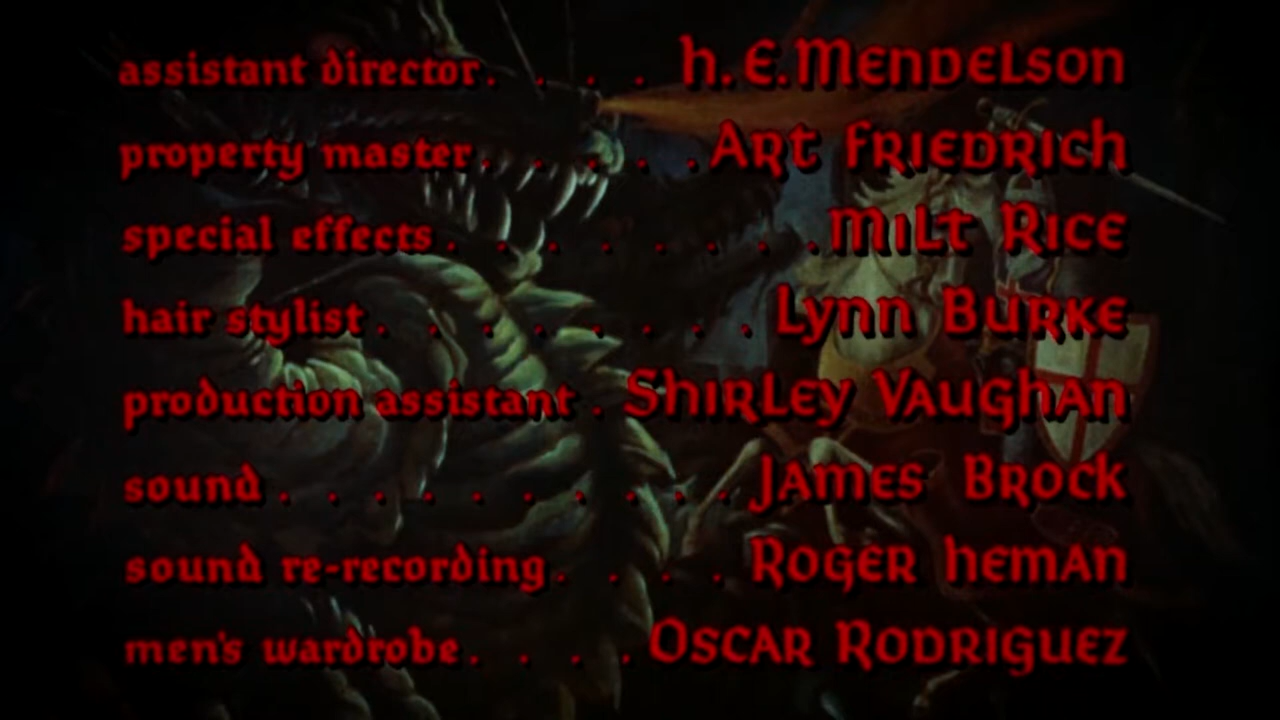 assistant director. . . . H. E. Mendelson
property master. . . . . Art Friedrich
special effects. . . . . . . . Milt Rice
hair stylist. . . . . . . . Lynn Burke
production assistant . Shirley Vaughan
sound . . . . . . . . . . James Brock
sound re-recording. . . . Roger Heman
men's wardrobe. . . . Oscar Rodriguez